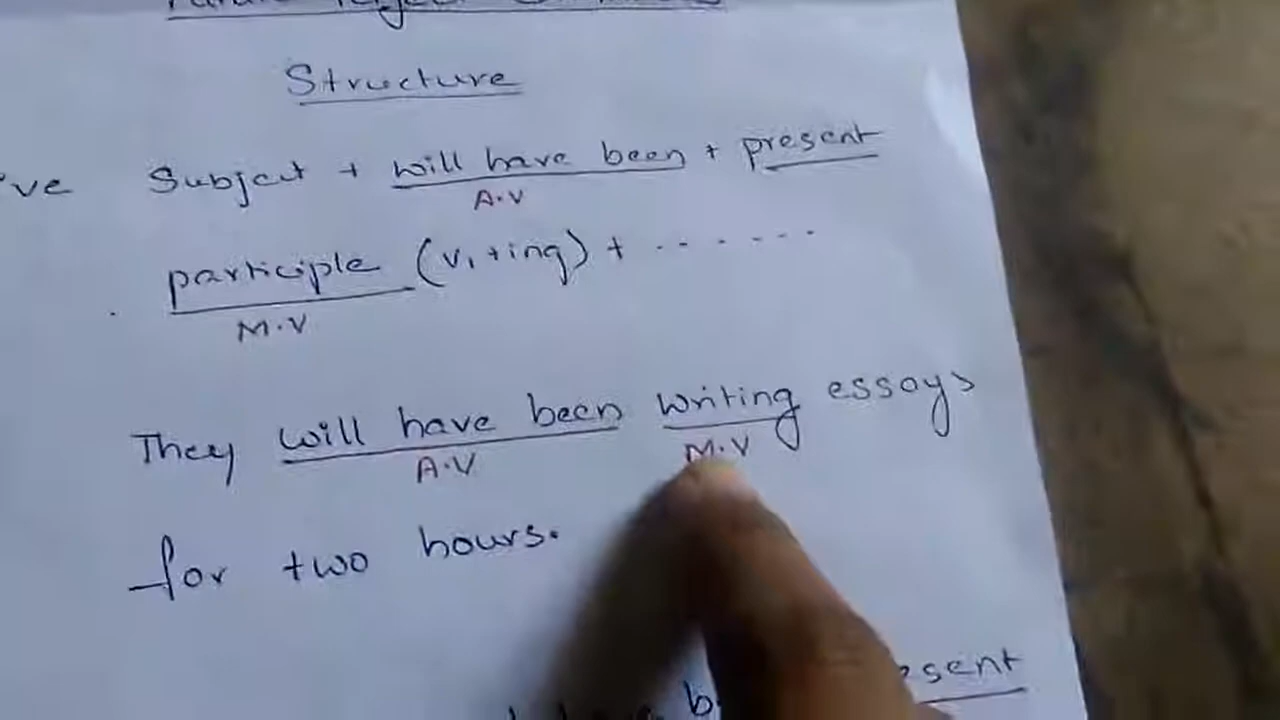 Structure
've Subject + will have been + present
A.V
participle (V1+ing) + .......
M.V
They will have been writing essays
A.V M.V
for two hours.